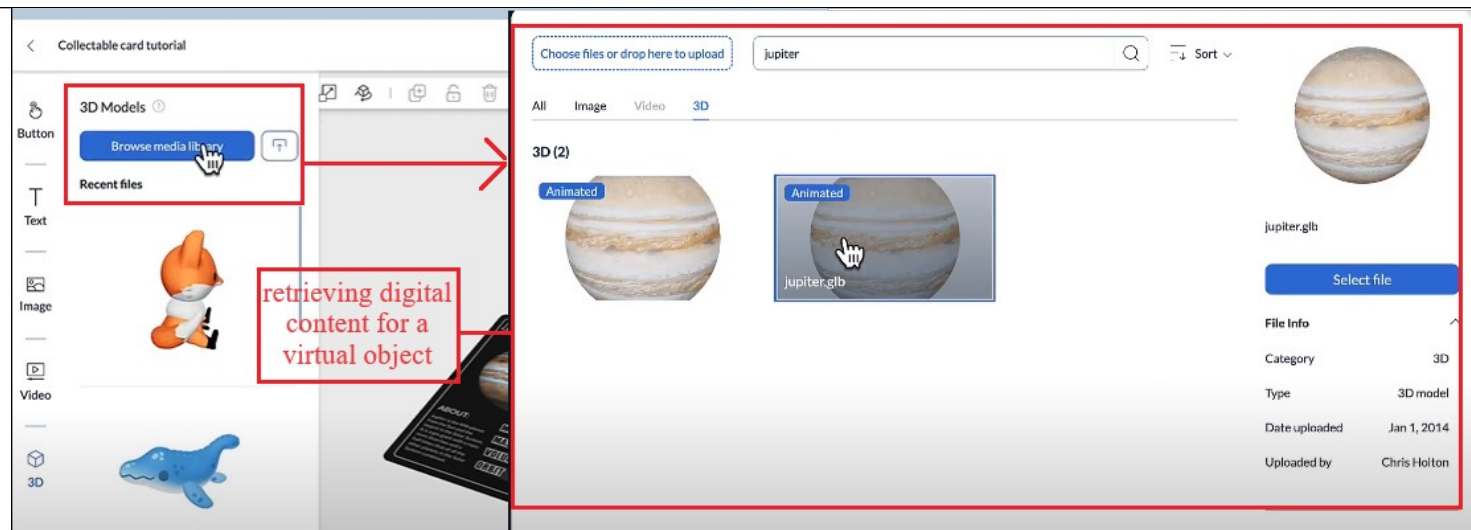 Collectable card tutorial
3D Models
Button
Browse media library
Recent files
T
Text
Image
Video
3D
retrieving digital
content for a
virtual object
ABOUT:
ORBIT
Choose files or drop here to upload
jupiter
Sort
All Image Video 3D
3D (2)
Animated
Animated
jupiter.glb
jupiter.glb
Select file
File Info
Category 3D
Type 3D model
Date uploaded Jan 1, 2014
Uploaded by Chris Holton